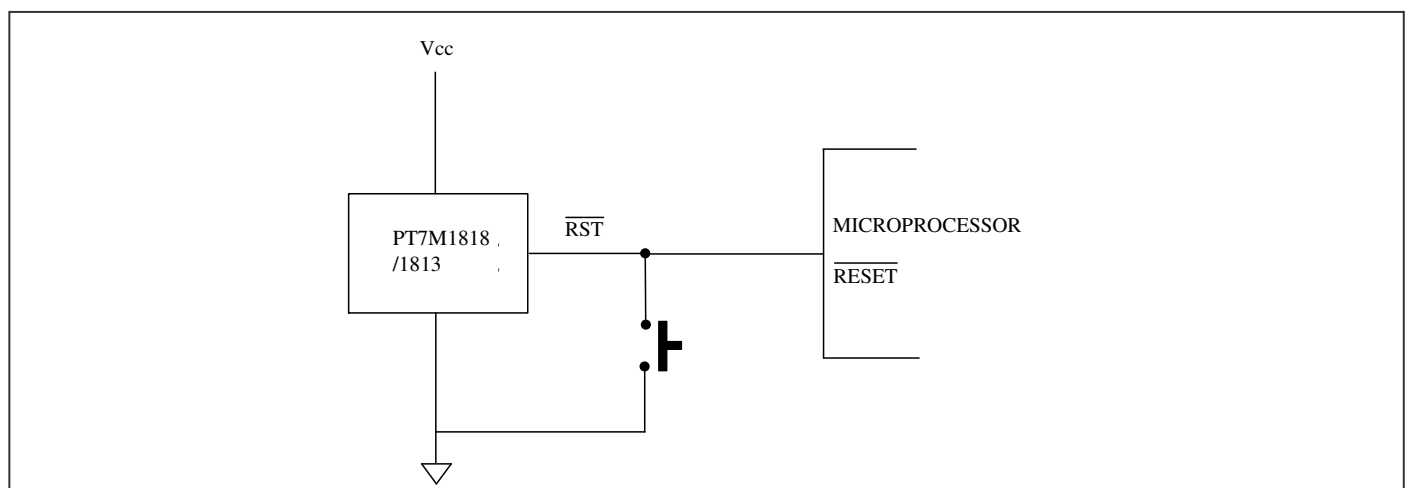 Vcc
PT7M1818 ,
/1813 ,
RST
MICROPROCESSOR
RESET